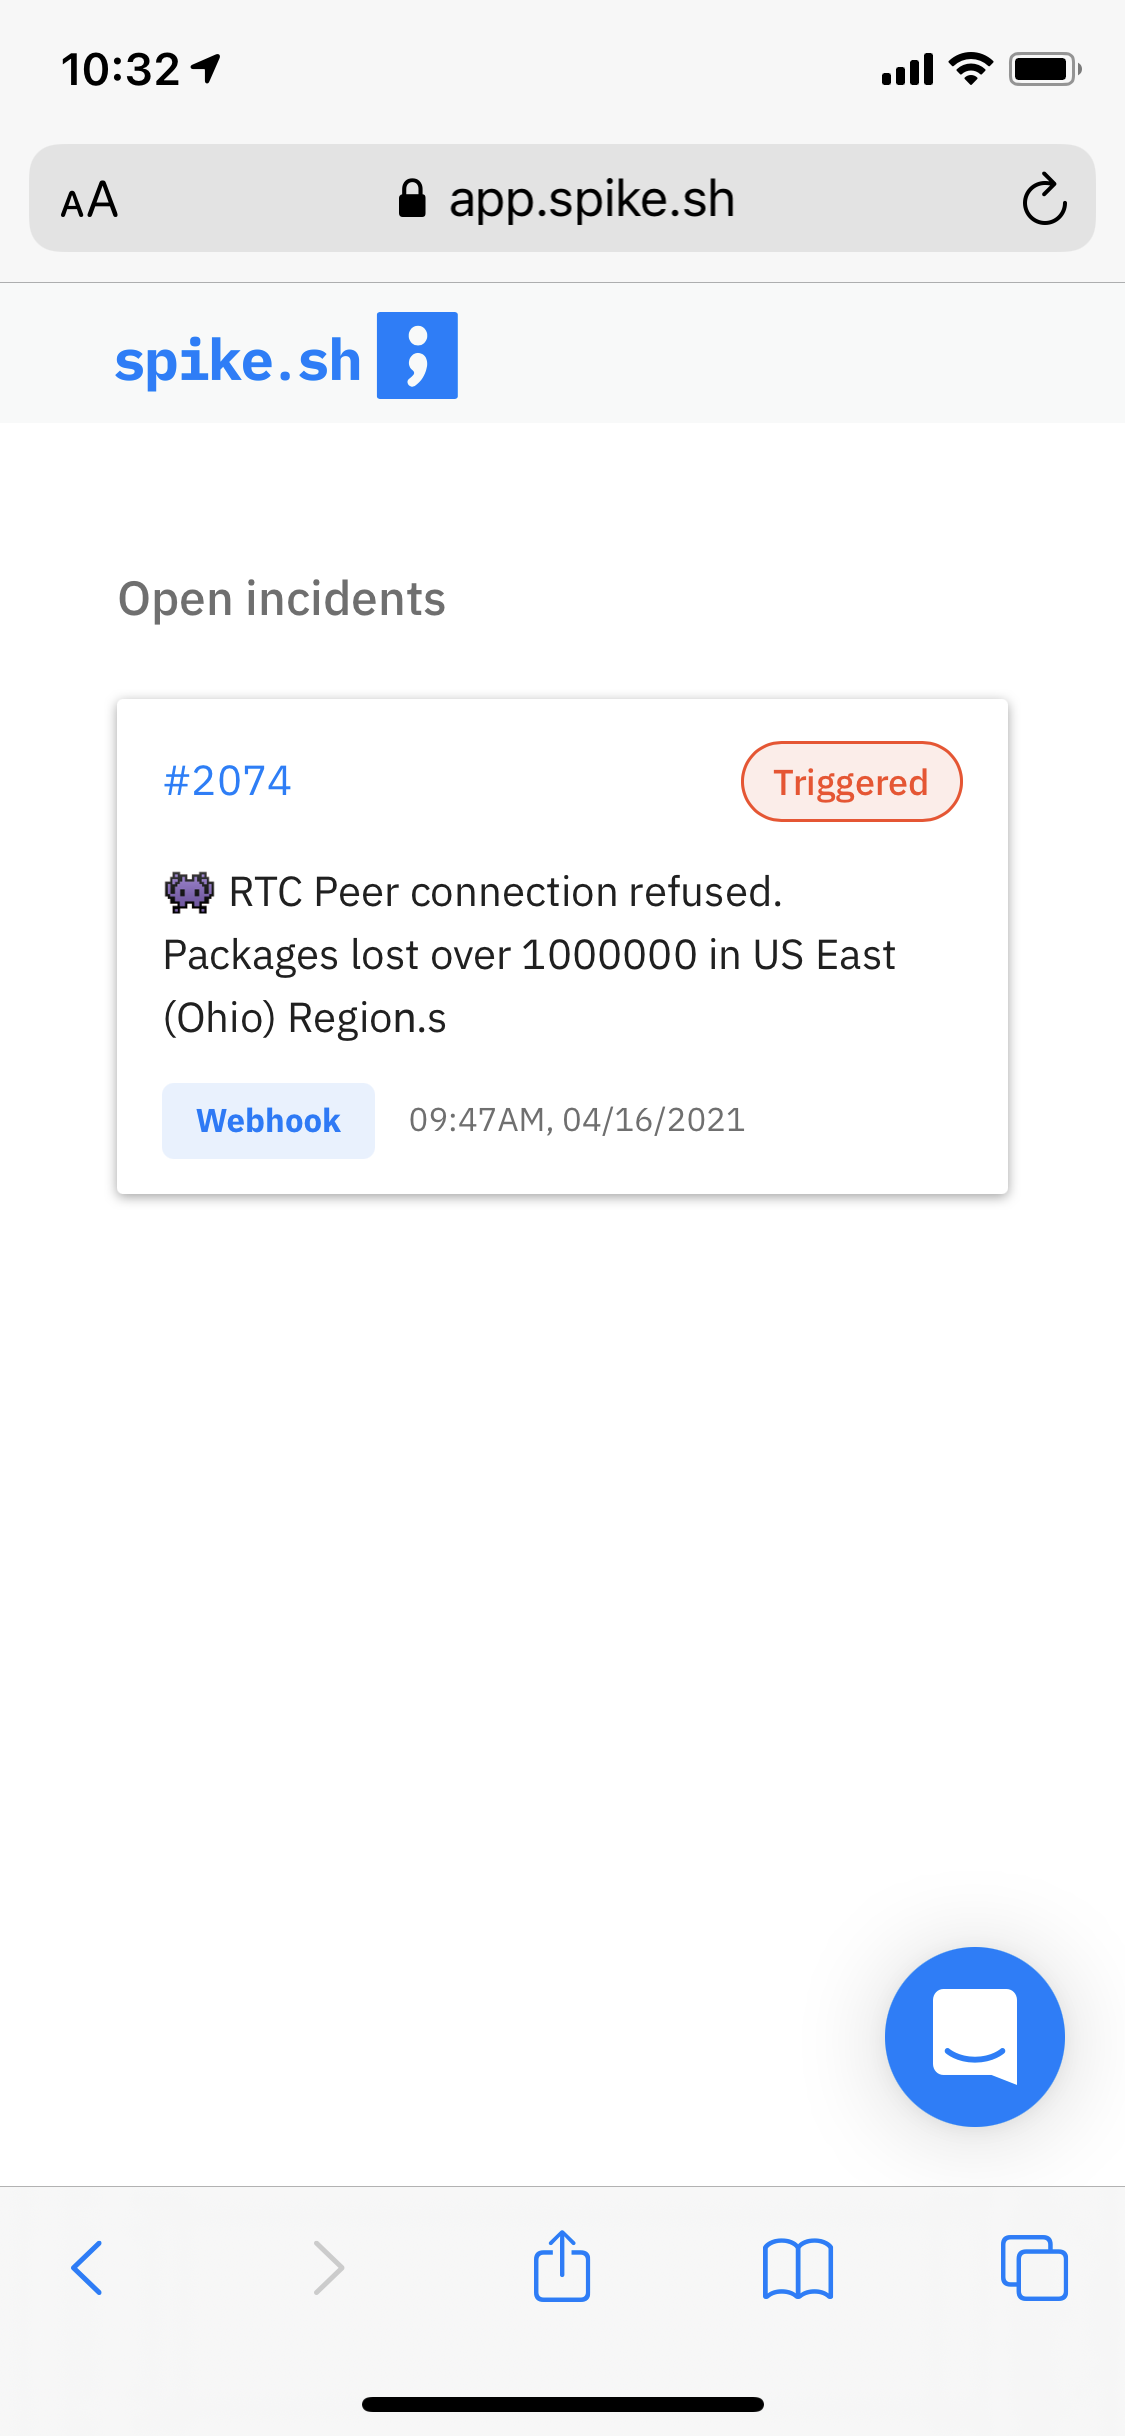 10:32
AA app.spike.sh
spike.sh ;
Open incidents
#2074 Triggered
👾 RTC Peer connection refused.
Packages lost over 1000000 in US East
(Ohio) Region.s
Webhook 09:47AM, 04/16/2021